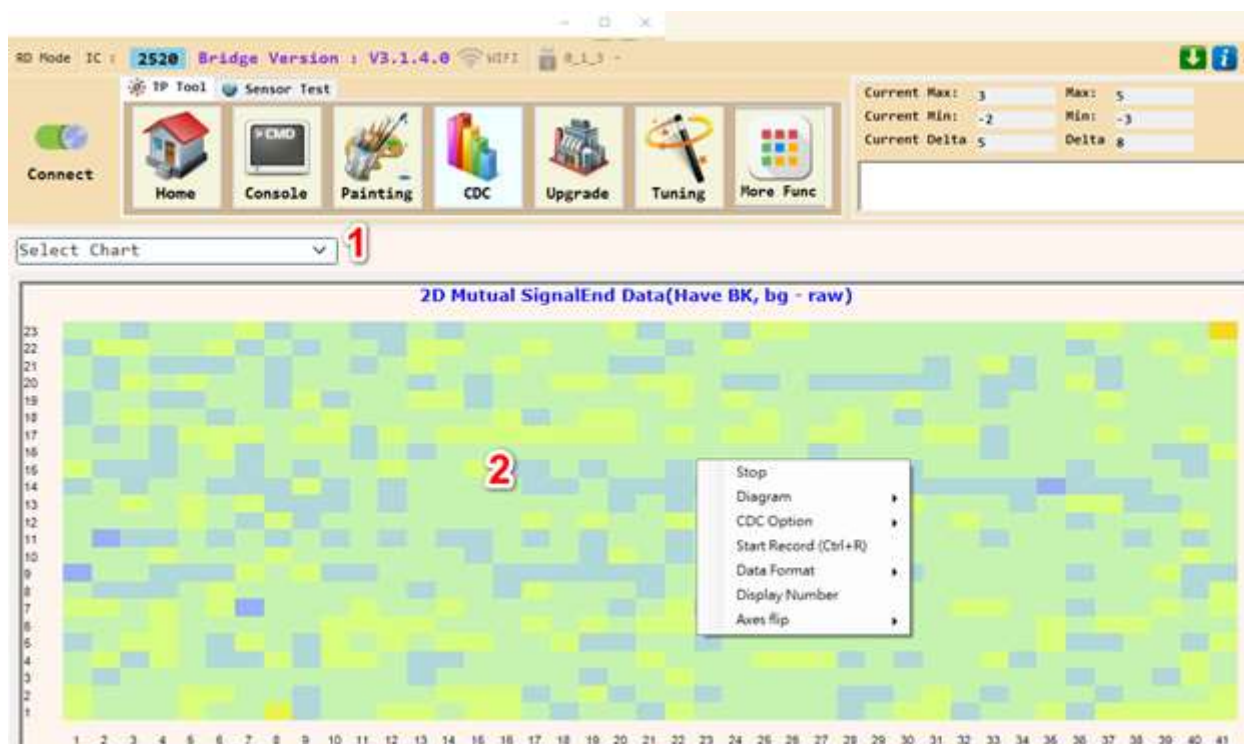 RD Mode IC : 2520 Bridge Version : V3.1.4.0 WIFI 0_1_3 -
TP Tool Sensor Test
Connect
Home Console Painting CDC Upgrade Tuning More Func
> CMD
Current Max: 3 Max: 5
Current Min: -2 Min: -3
Current Delta 5 Delta 8
Select Chart 1
2D Mutual SignalEnd Data(Have BK, bg - raw)
23
22
21
20
19
18
17
16
15
14
13
12
11
10
9
8
7
6
5
4
3
2
1
2
Stop
Diagram
CDC Option
Start Record (Ctrl+R)
Data Format
Display Number
Axes flip
1 2 3 4 5 6 7 8 9 10 11 12 13 14 15 16 17 18 19 20 21 22 23 24 25 26 27 28 29 30 31 32 33 34 35 36 37 38 39 40 41